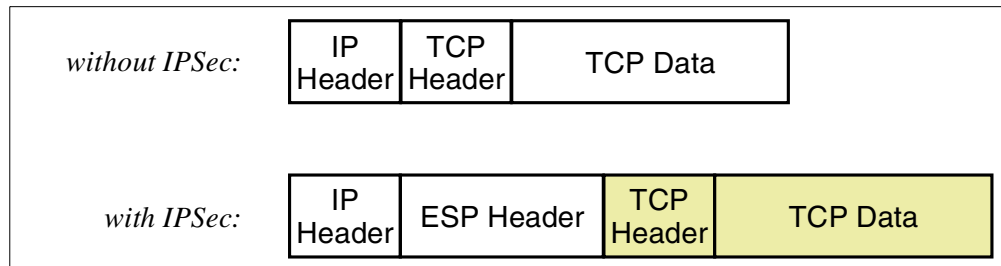 without IPSec:
IP
Header
TCP
Header
TCP Data
with IPSec:
IP
Header
ESP Header
TCP
Header
TCP Data